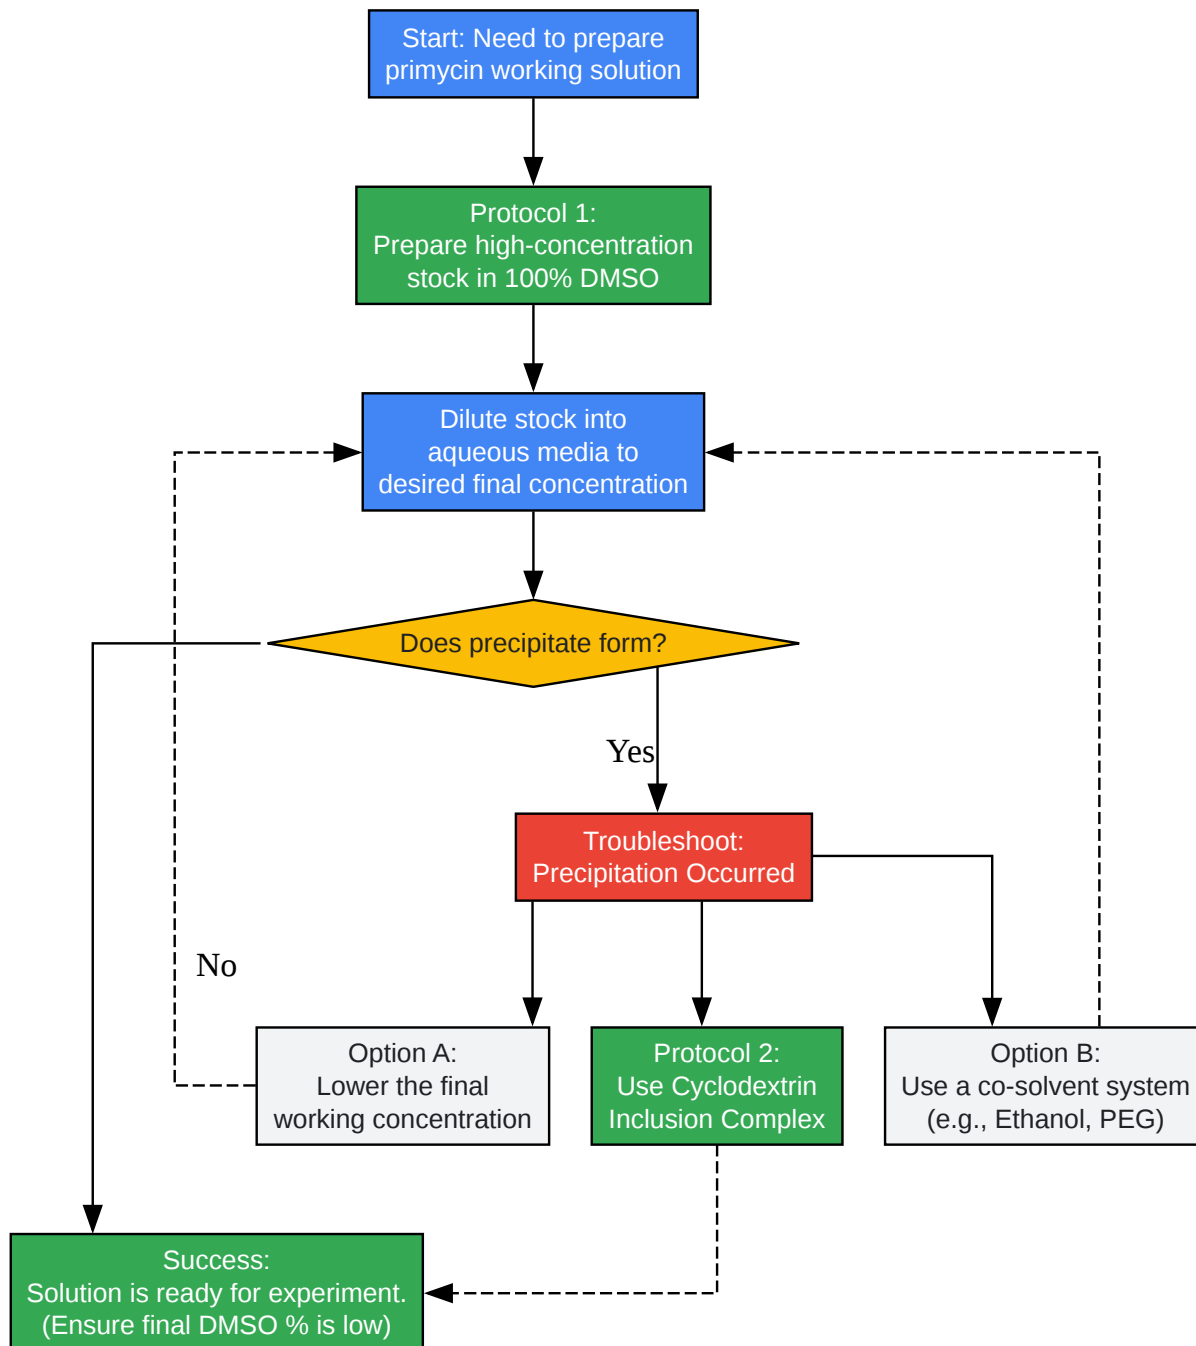 Start: Need to prepare
primycin working solution
Protocol 1:
Prepare high-concentration
stock in 100% DMSO
Dilute stock into
aqueous media to
desired final concentration
Does precipitate form?
Yes
Troubleshoot:
Precipitation Occurred
No
Option A:
Lower the final
working concentration
Protocol 2:
Use Cyclodextrin
Inclusion Complex
Option B:
Use a co-solvent system
(e.g., Ethanol, PEG)
Success:
Solution is ready for experiment.
(Ensure final DMSO % is low)